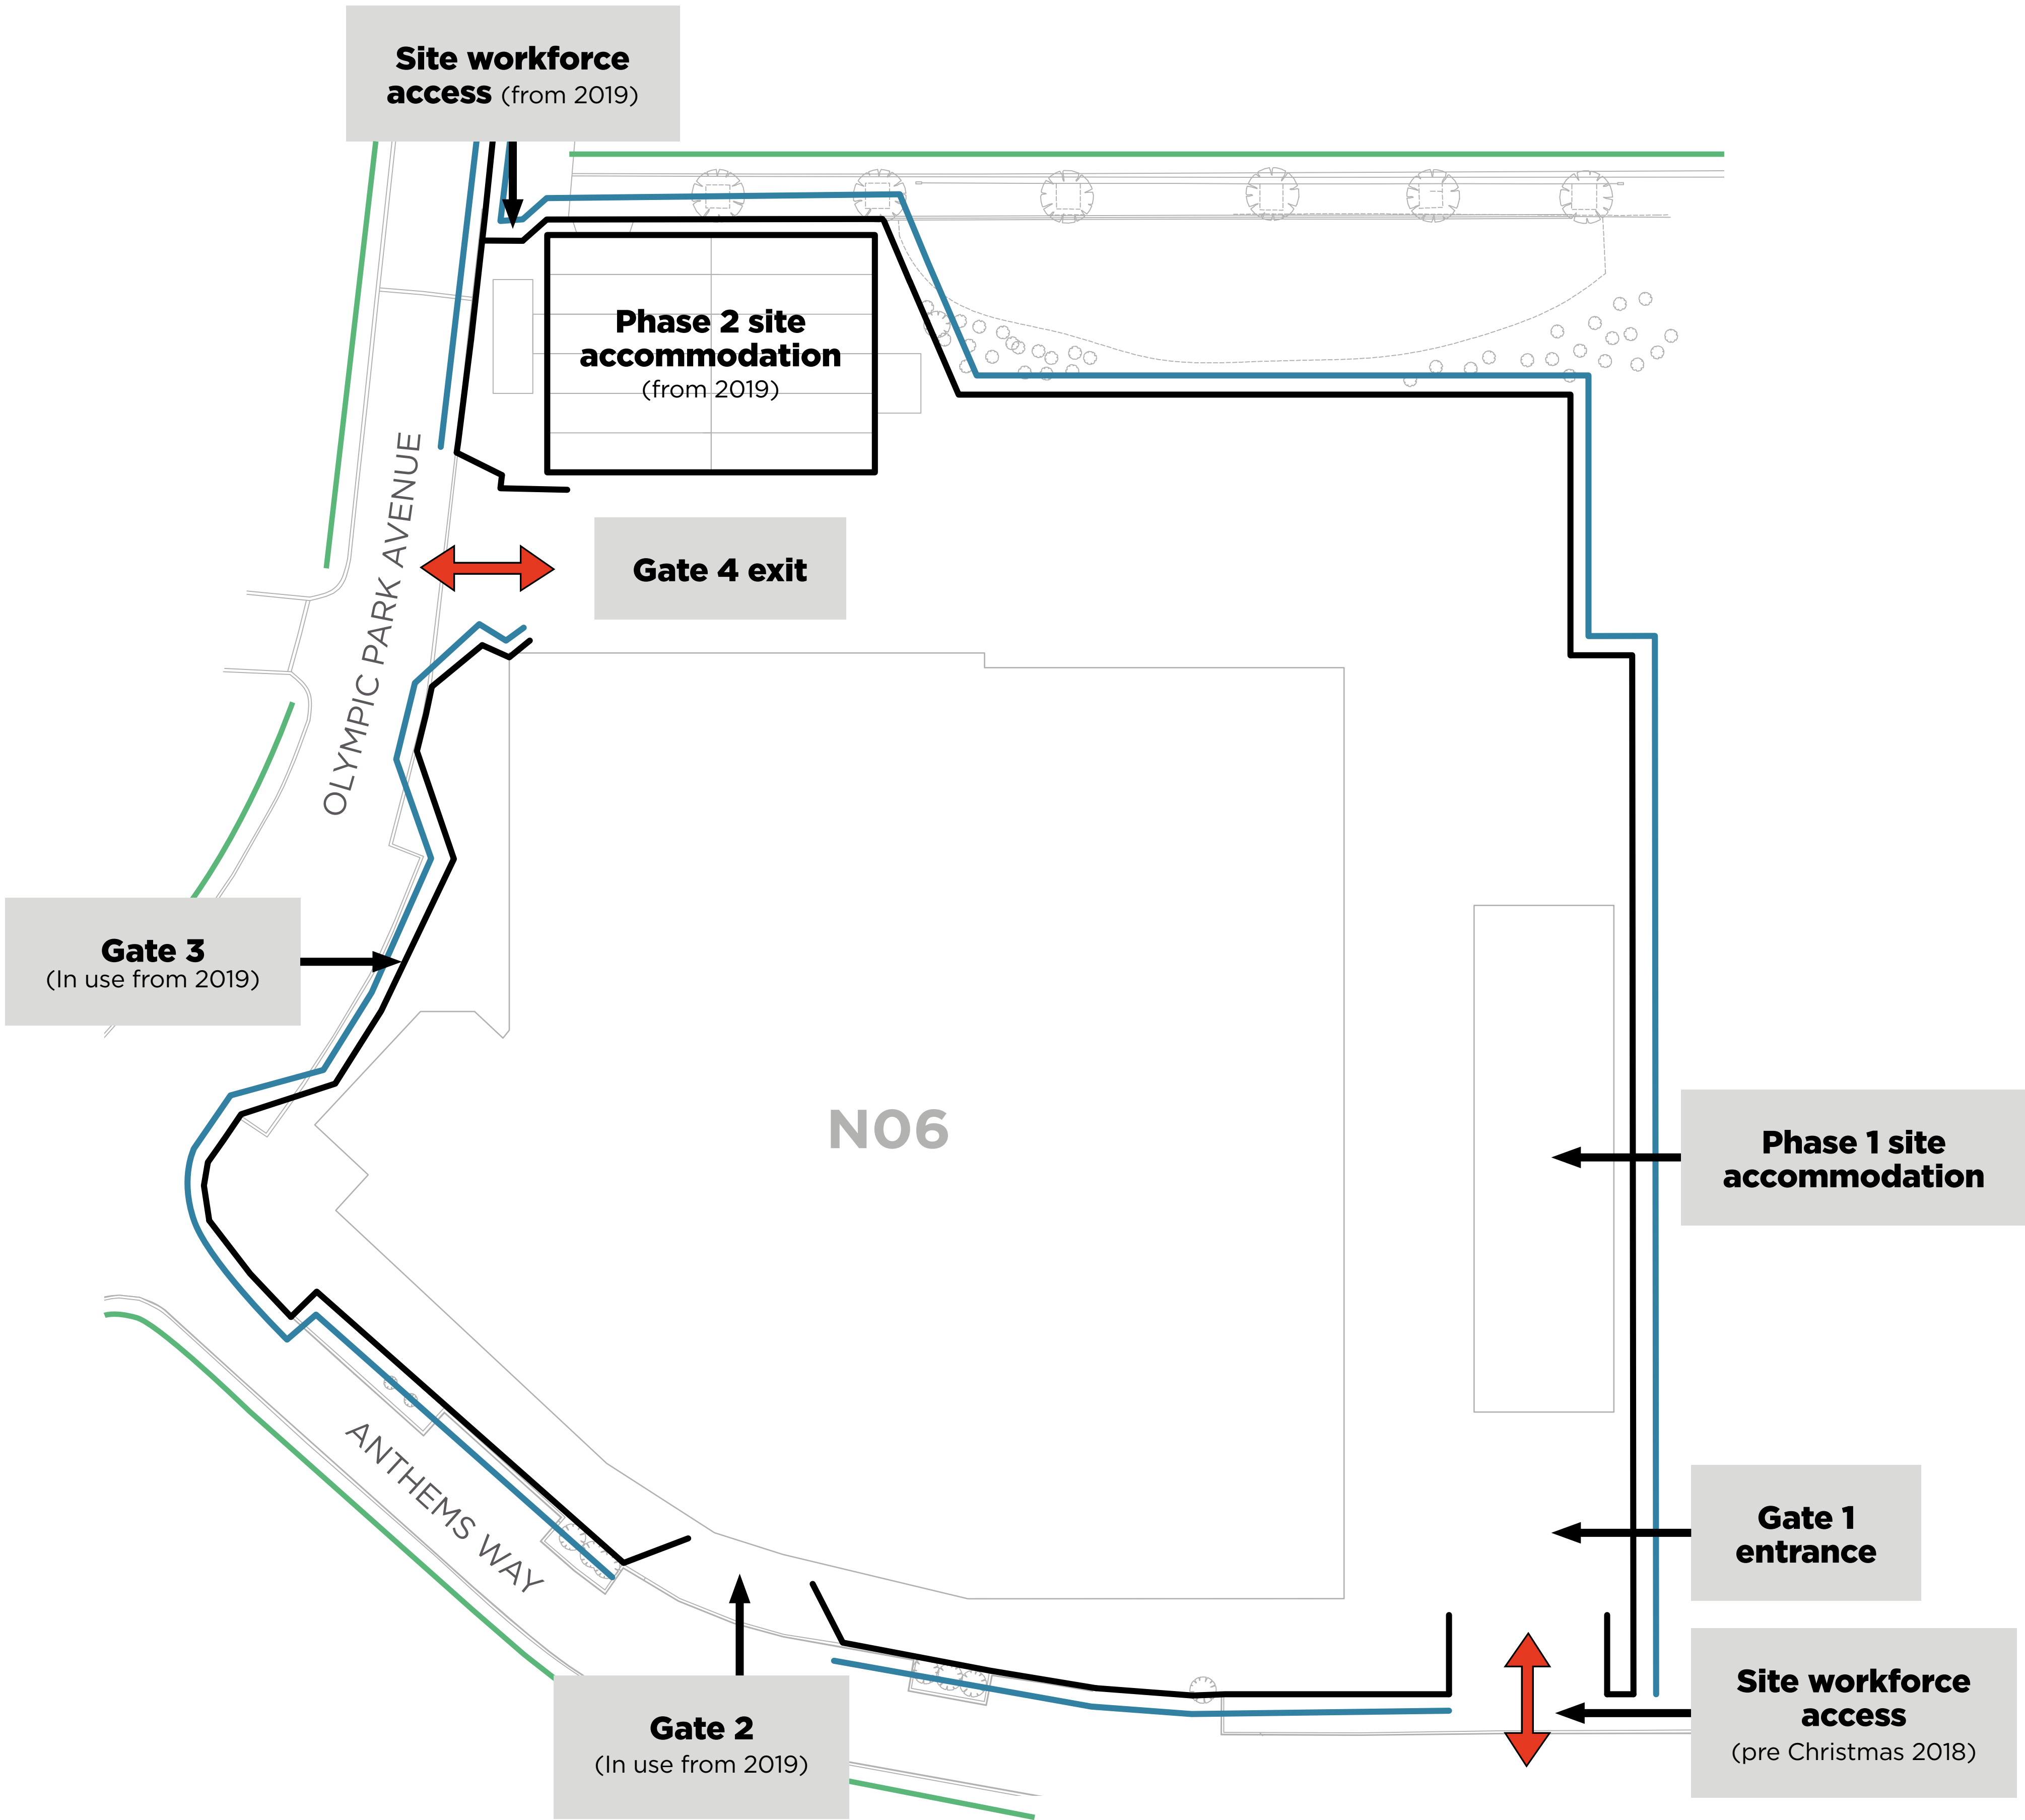 Site workforce
access (from 2019)
Phase 2 site
accommodation
(from 2019)
OLYMPIC PARK AVENUE
Gate 4 exit
Gate 3
(In use from 2019)
N06
Phase 1 site
accommodation
ANTHEMS WAY
Gate 1
entrance
Gate 2
(In use from 2019)
Site workforce
access
(pre Christmas 2018)